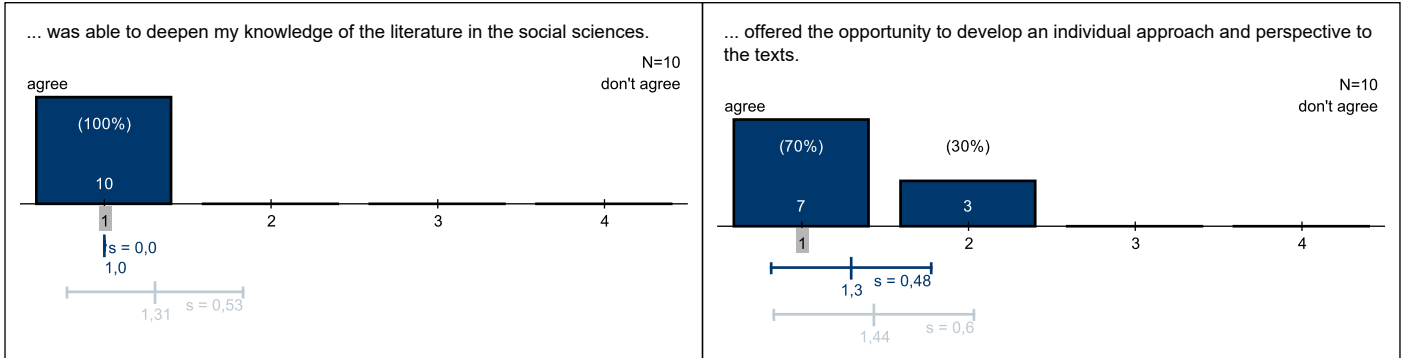 ... was able to deepen my knowledge of the literature in the social sciences.
N=10
agree
don't agree
(100%)
10
1
2
3
4
s = 0,0
1,0
s = 0,53
1,31
... offered the opportunity to develop an individual approach and perspective to
the texts.
N=10
agree
don't agree
(70%)
(30%)
7
3
1
2
3
4
s = 0,48
1,3
s = 0,6
1,44